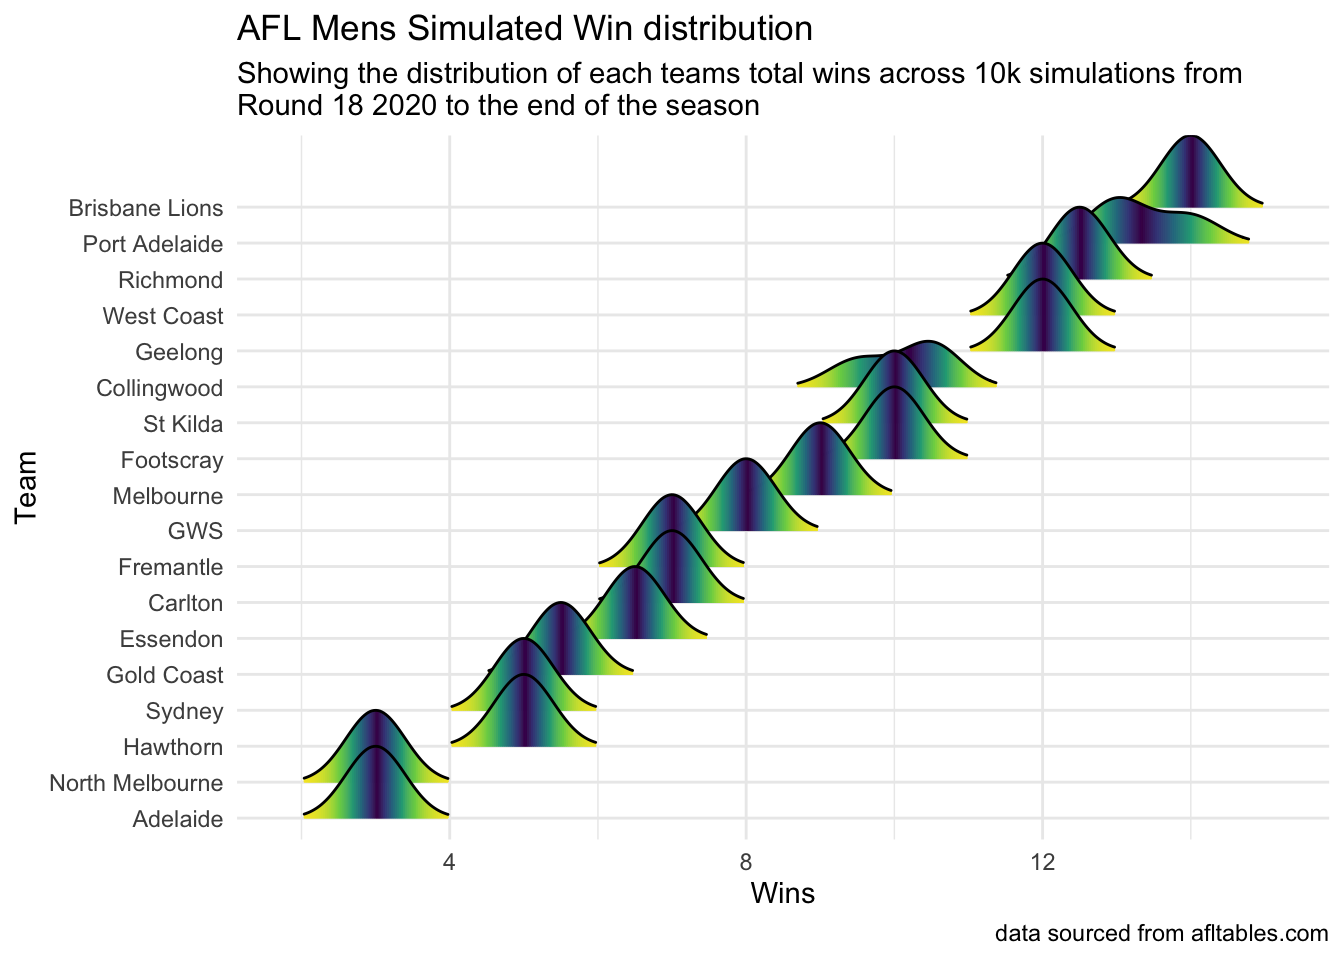 AFL Mens Simulated Win distribution
Showing the distribution of each teams total wins across 10k simulations from
Round 18 2020 to the end of the season
Brisbane Lions
Port Adelaide
Richmond
West Coast
Geelong
Collingwood
St Kilda
Footscray
Melbourne
GWS
Fremantle
Carlton
Essendon
Gold Coast
Sydney
Hawthorn
North Melbourne
Adelaide
Team
4 8 12
Wins
data sourced from afltables.com